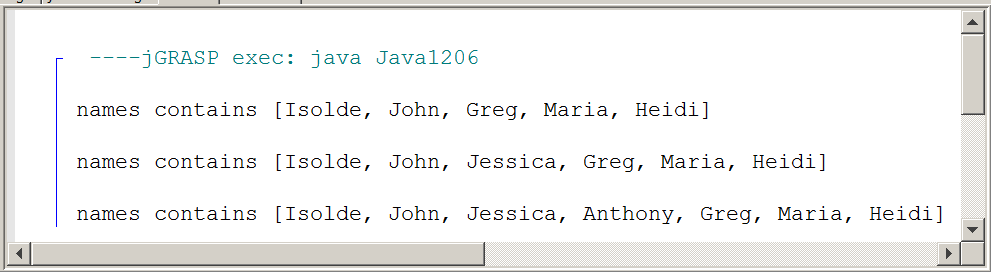 ----jGRASP exec: java Java1206
names contains [Isolde, John, Greg, Maria, Heidi]
names contains [Isolde, John, Jessica, Greg, Maria, Heidi]
names contains [Isolde, John, Jessica, Anthony, Greg, Maria, Heidi]